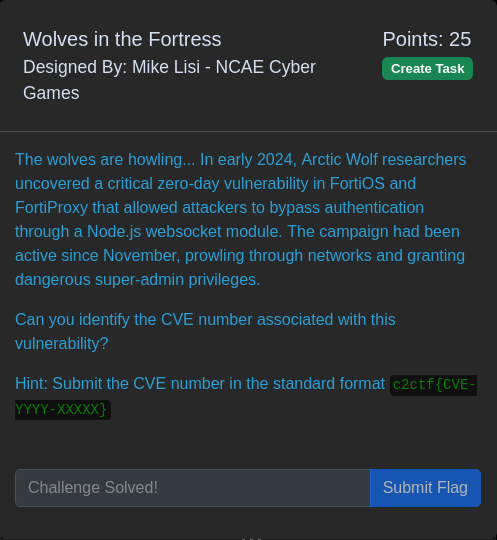 Wolves in the Fortress
Points: 25
Designed By: Mike Lisi - NCAE Cyber
Games
Create Task
The wolves are howling... In early 2024, Arctic Wolf researchers
uncovered a critical zero-day vulnerability in FortiOS and
FortiProxy that allowed attackers to bypass authentication
through a Node.js websocket module. The campaign had been
active since November, prowling through networks and granting
dangerous super-admin privileges.
Can you identify the CVE number associated with this
vulnerability?
Hint: Submit the CVE number in the standard format c2ctf{CVE-
YYYY-XXXXX}
Challenge Solved!
Submit Flag